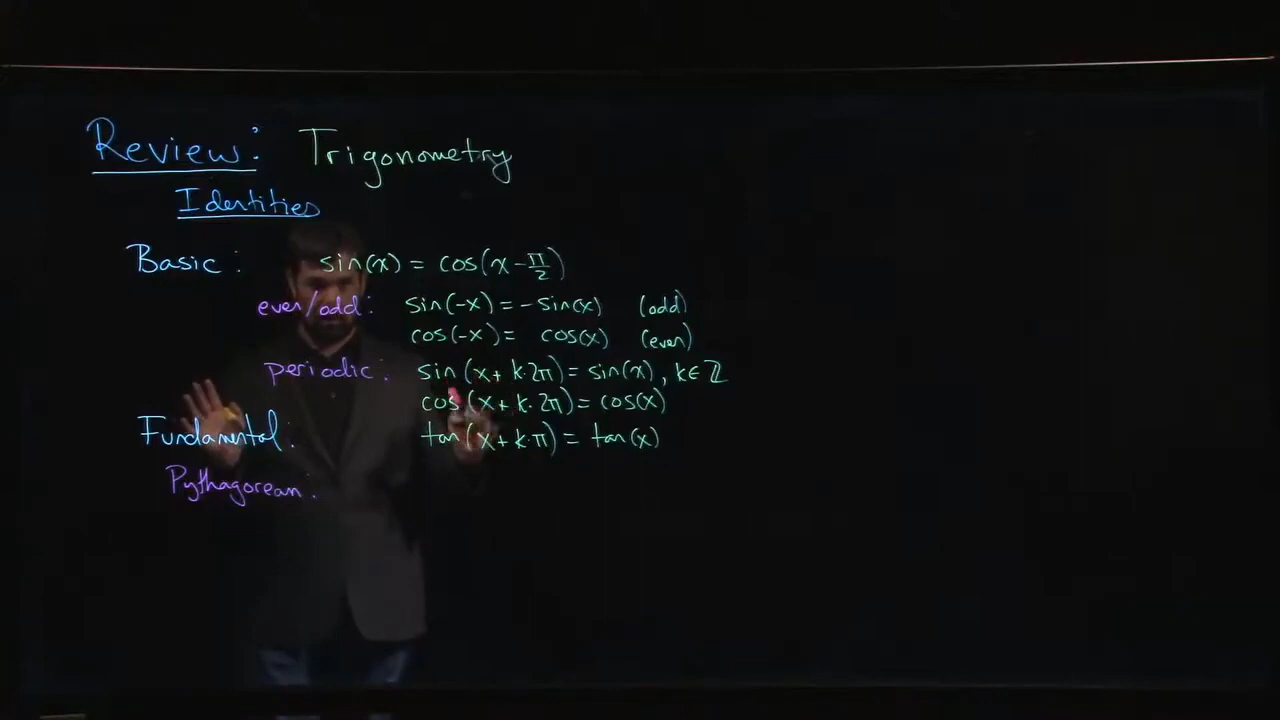 Review: Trigonometry
Identities
Basic: sin(x) = cos(x - π/2)
even/odd: sin(-x) = - sin(x) (odd)
cos(-x) = cos(x) (even)
periodic: sin(x + k·2π) = sin(x), k∈ℤ
cos(x + k·2π) = cos(x)
Fundamental: tan(x + k·π) = tan(x)
Pythagorean: